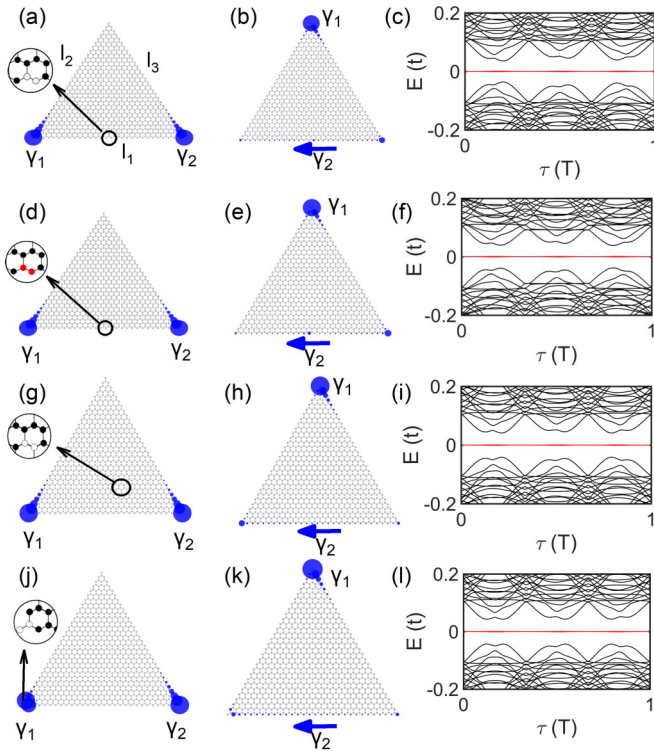 (a) (b) (c)
l₂ l₃ γ₁ 0.2
E (t) 0
l₁ -0.2
γ₁ γ₂ γ₂ 0 1
τ (T)
(d) (e) (f)
γ₁ 0.2
E (t) 0
-0.2
γ₁ γ₂ γ₂ 0 1
τ (T)
(g) (h) (i)
γ₁ 0.2
E (t) 0
-0.2
γ₁ γ₂ γ₂ 0 1
τ (T)
(j) (k) (l)
γ₁ 0.2
E (t) 0
-0.2
γ₁ γ₂ γ₂ 0 1
τ (T)